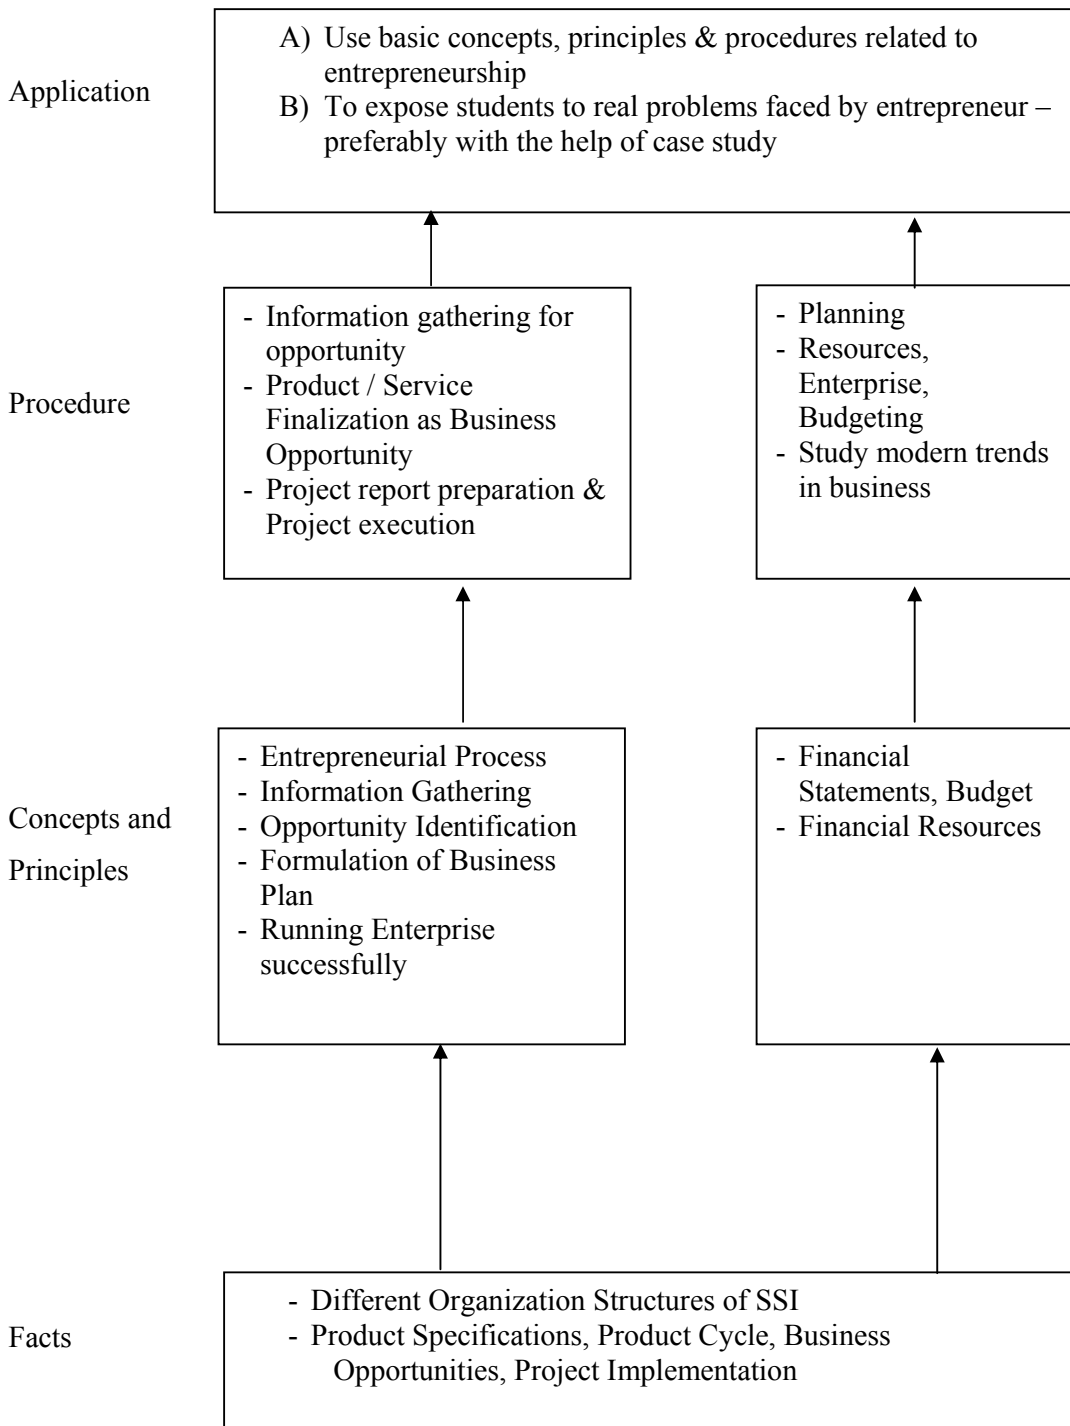 Application
A) Use basic concepts, principles & procedures related to
entrepreneurship
B) To expose students to real problems faced by entrepreneur –
preferably with the help of case study
Procedure
- Information gathering for
opportunity
- Product / Service
Finalization as Business
Opportunity
- Project report preparation &
Project execution
- Planning
- Resources,
Enterprise,
Budgeting
- Study modern trends
in business
Concepts and
Principles
- Entrepreneurial Process
- Information Gathering
- Opportunity Identification
- Formulation of Business
Plan
- Running Enterprise
successfully
- Financial
Statements, Budget
- Financial Resources
Facts
- Different Organization Structures of SSI
- Product Specifications, Product Cycle, Business
Opportunities, Project Implementation